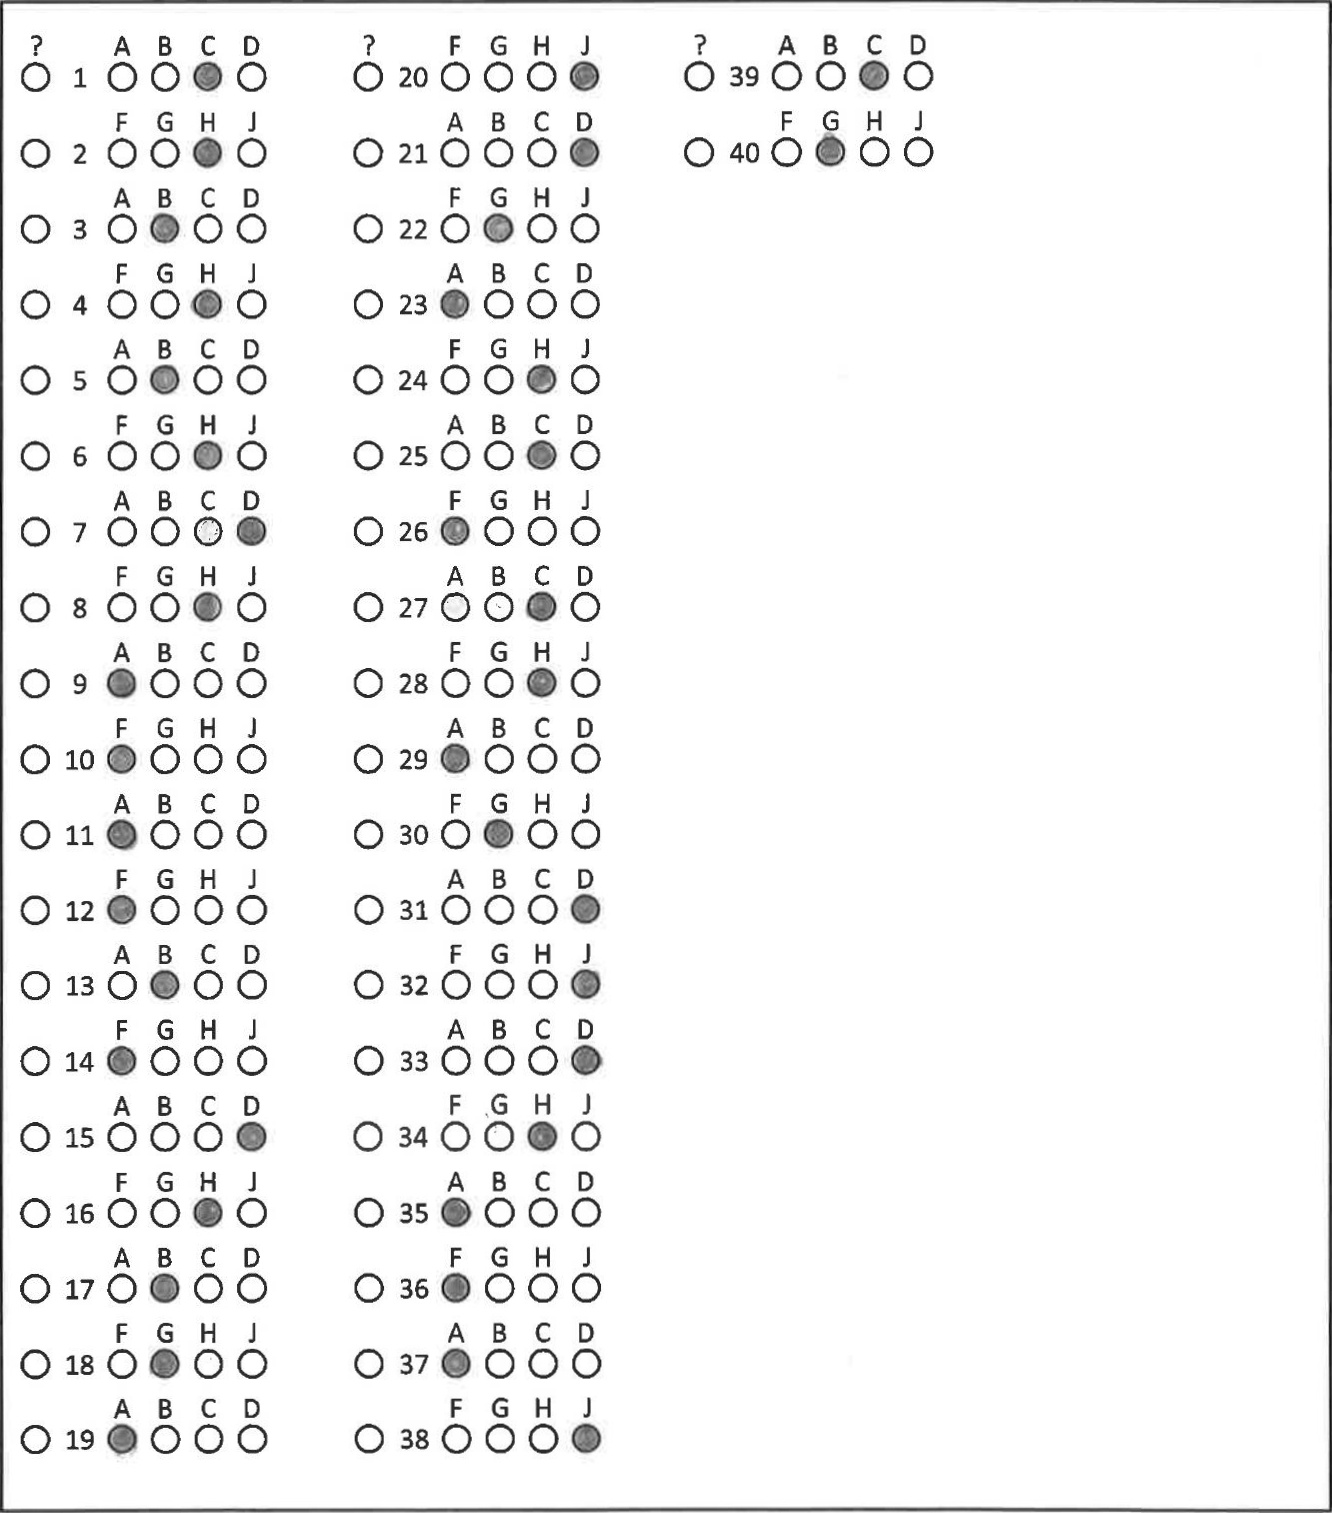 ? A B C D
1
F G H J
2
A B C D
3
F G H J
4
A B C D
5
F G H J
6
A B C D
7
F G H J
8
A B C D
9
F G H J
10
A B C D
11
F G H J
12
A B C D
13
F G H J
14
A B C D
15
F G H J
16
A B C D
17
F G H J
18
A B C D
19
? F G H J
20
A B C D
21
F G H J
22
A B C D
23
F G H J
24
A B C D
25
F G H J
26
A B C D
27
F G H J
28
A B C D
29
F G H J
30
A B C D
31
F G H J
32
A B C D
33
F G H J
34
A B C D
35
F G H J
36
A B C D
37
F G H J
38
? A B C D
39
F G H J
40